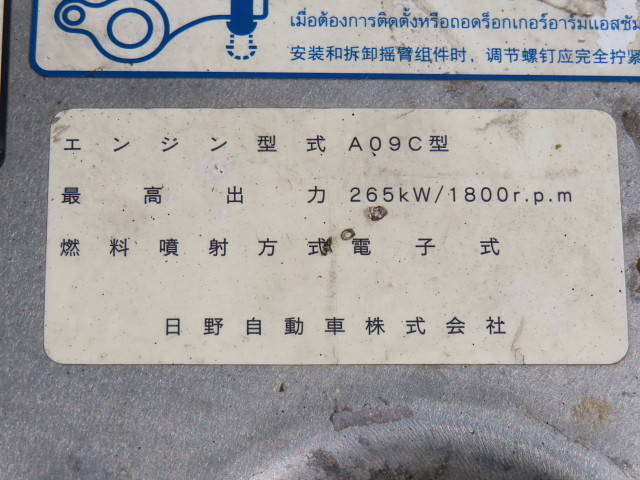 เมื่อต้องการติดตั้งหรือถอดร็อกเกอร์อาร์มแอสซัม
安装和拆卸摇臂组件时，调节螺钉应完全拧紧
エンジン型式 A09C型
最高出力 265kW/1800r.p.m
燃料噴射方式 電子式
日野自動車株式会社